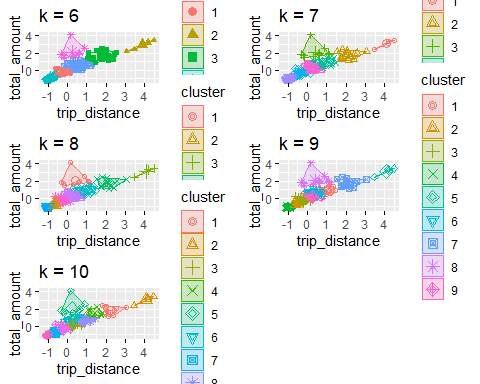 k = 6
total_amount
4
2
0
-1 0 1 2 3 4
trip_distance
1
2
3
k = 7
total_amount
4
2
0
-1 0 1 2 3 4
trip_distance
1
2
3
cluster
1
2
3
k = 8
total_amount
4
2
0
-1 0 1 2 3 4
trip_distance
cluster
1
2
3
4
5
6
7
8
9
k = 9
total_amount
4
2
0
-1 0 1 2 3 4
trip_distance
cluster
1
2
3
4
5
6
7
8
k = 10
total_amount
4
2
0
-1 0 1 2 3 4
trip_distance